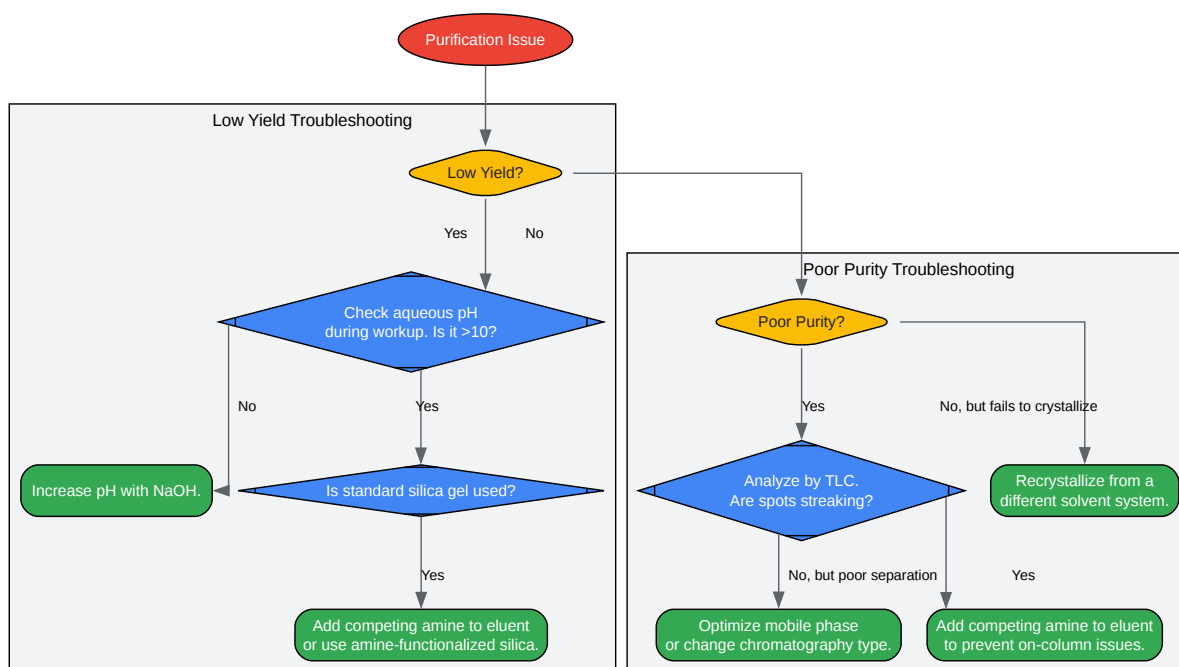 Purification Issue
Low Yield Troubleshooting
Low Yield?
Yes
No
Poor Purity Troubleshooting
Check aqueous pH
during workup. Is it >10?
Poor Purity?
No
Yes
Yes
No, but fails to crystallize
Increase pH with NaOH.
Is standard silica gel used?
Analyze by TLC.
Are spots streaking?
Recrystallize from a
different solvent system.
Yes
No, but poor separation
Yes
Add competing amine to eluent
or use amine-functionalized silica.
Optimize mobile phase
or change chromatography type.
Add competing amine to eluent
to prevent on-column issues.